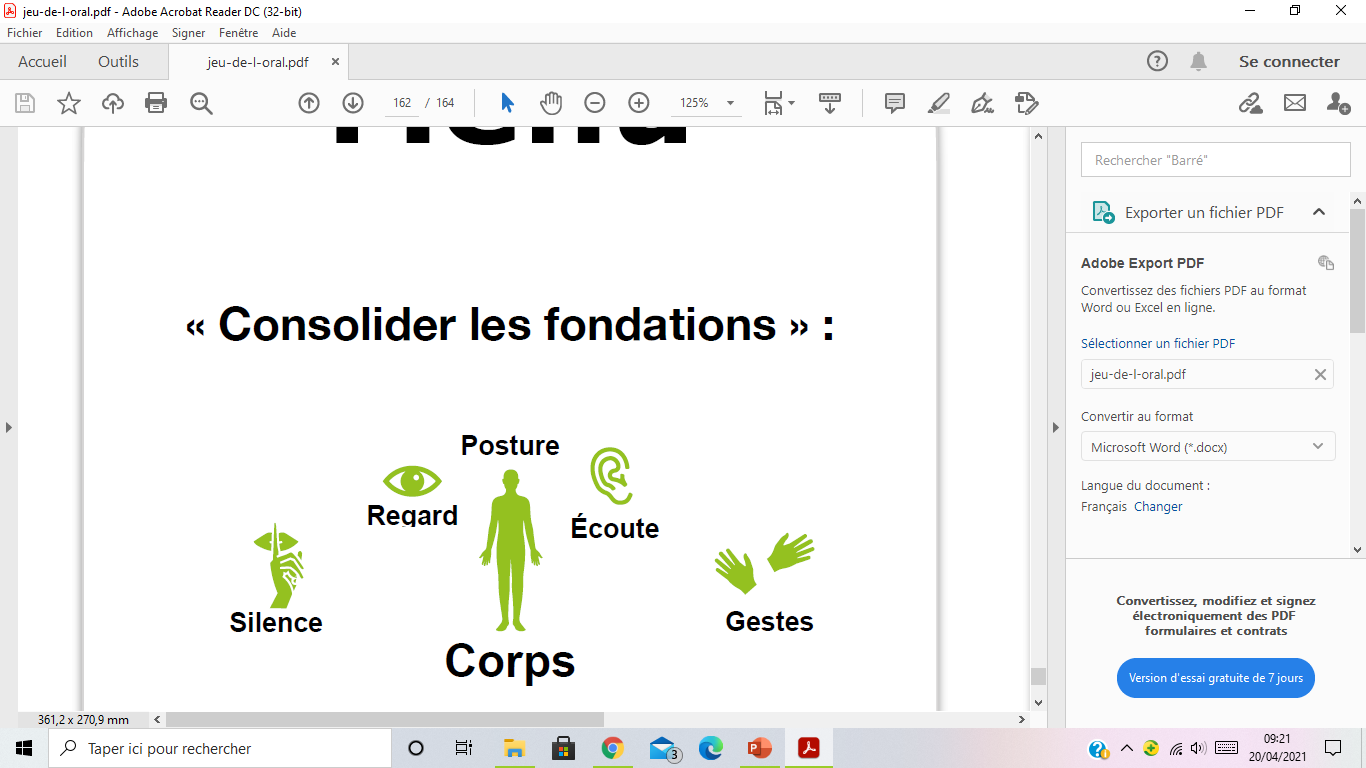 jeu-de-l-oral.pdf - Adobe Acrobat Reader DC (32-bit)
Fichier Edition Affichage Signer Fenêtre Aide
Accueil Outils jeu-de-l-oral.pdf × Se connecter
162 / 164 125%
« Consolider les fondations » :
Posture
Regard
Écoute
Silence
Gestes
Corps
361,2 x 270,9 mm
Rechercher "Barré"
Exporter un fichier PDF
Adobe Export PDF
Convertissez des fichiers PDF au format
Word ou Excel en ligne.
Sélectionner un fichier PDF
jeu-de-l-oral.pdf
Convertir au format
Microsoft Word (*.docx)
Langue du document :
Français Changer
Convertissez, modifiez et signez
électroniquement des PDF
formulaires et contrats
Version d'essai gratuite de 7 jours
Taper ici pour rechercher
3
09:21
20/04/2021